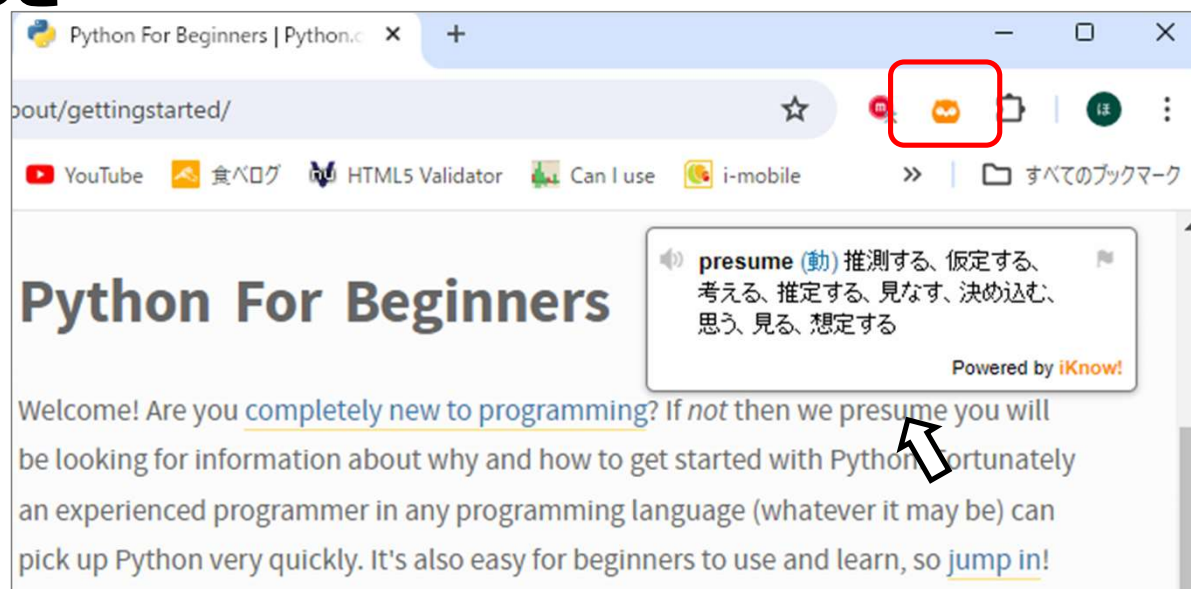 Python For Beginners | Python.c
bout/gettingstarted/
ほ
YouTube 食べログ HTML5 Validator Can I use i-mobile » すべてのブックマーク
presume (動) 推測する、仮定する、
考える、推定する、見なす、決め込む、
思う、見る、想定する
Powered by iKnow!
Python For Beginners
Welcome! Are you completely new to programming? If not then we presume you will
be looking for information about why and how to get started with Python Fortunately
an experienced programmer in any programming language (whatever it may be) can
pick up Python very quickly. It's also easy for beginners to use and learn, so jump in!